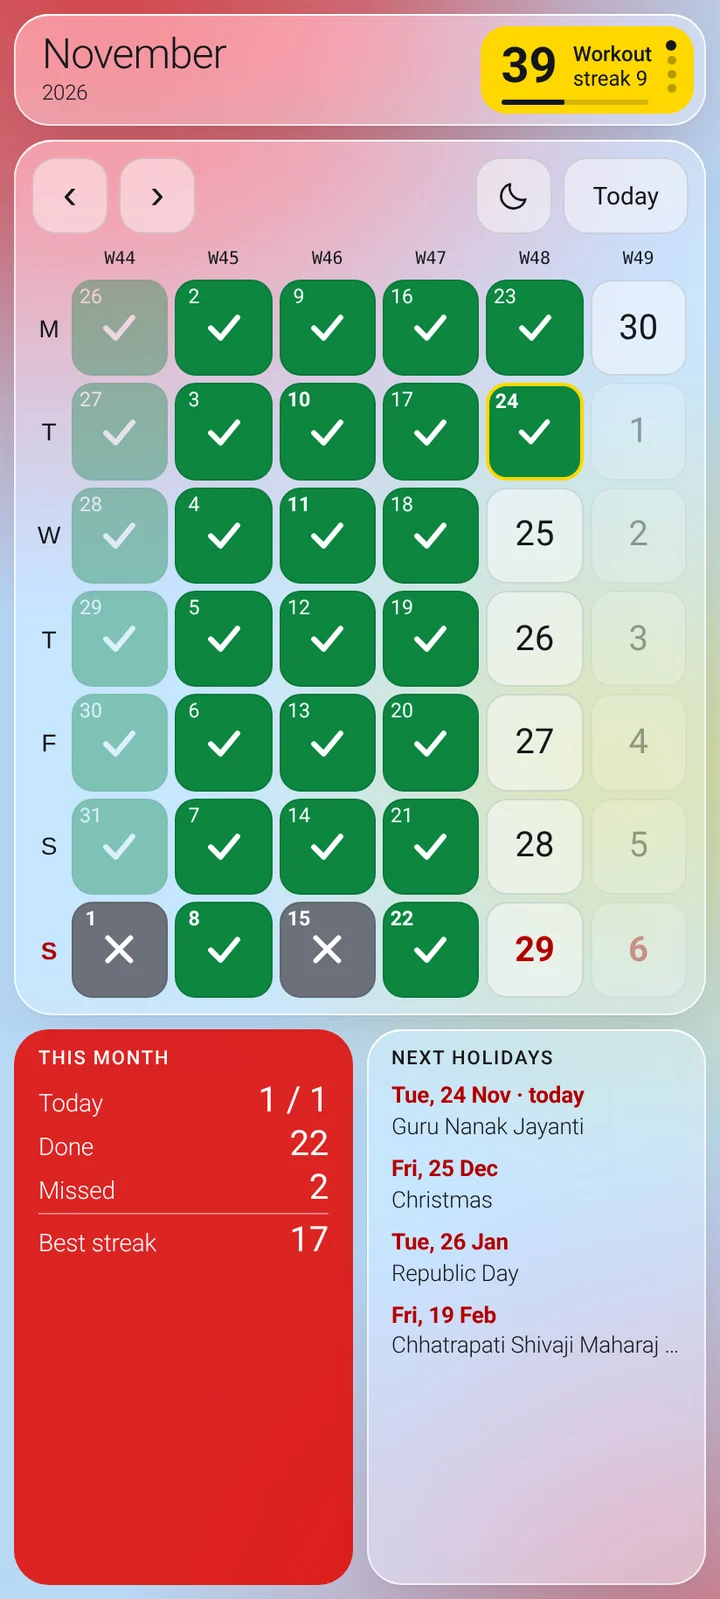 November
2026
39
Workout
streak 9
Today
W44 W45 W46 W47 W48 W49
M 26 2 9 16 23 30
T 27 3 10 17 24 1
W 28 4 11 18 25 2
T 29 5 12 19 26 3
F 30 6 13 20 27 4
S 31 7 14 21 28 5
S 1 8 15 22 29 6
THIS MONTH
Today 1 / 1
Done 22
Missed 2
Best streak 17
NEXT HOLIDAYS
Tue, 24 Nov · today
Guru Nanak Jayanti
Fri, 25 Dec
Christmas
Tue, 26 Jan
Republic Day
Fri, 19 Feb
Chhatrapati Shivaji Maharaj ...